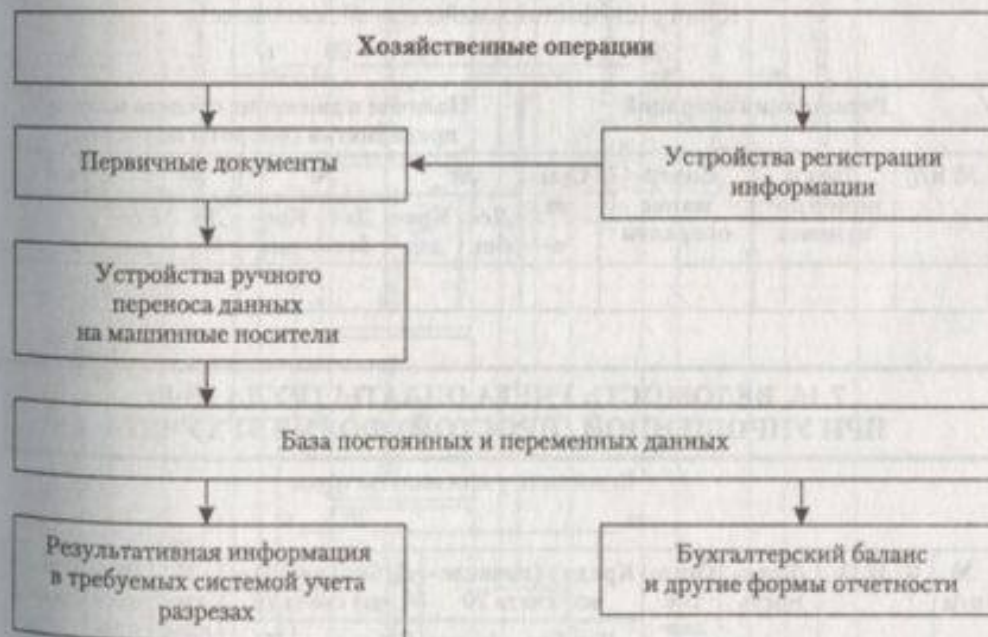 Хозяйственные операции
Первичные документы
Устройства регистрации
информации
Устройства ручного
переноса данных
на машинные носители
База постоянных и переменных данных
Результативная информация
в требуемых системой учета
разрезах
Бухгалтерский баланс
и другие формы отчетности